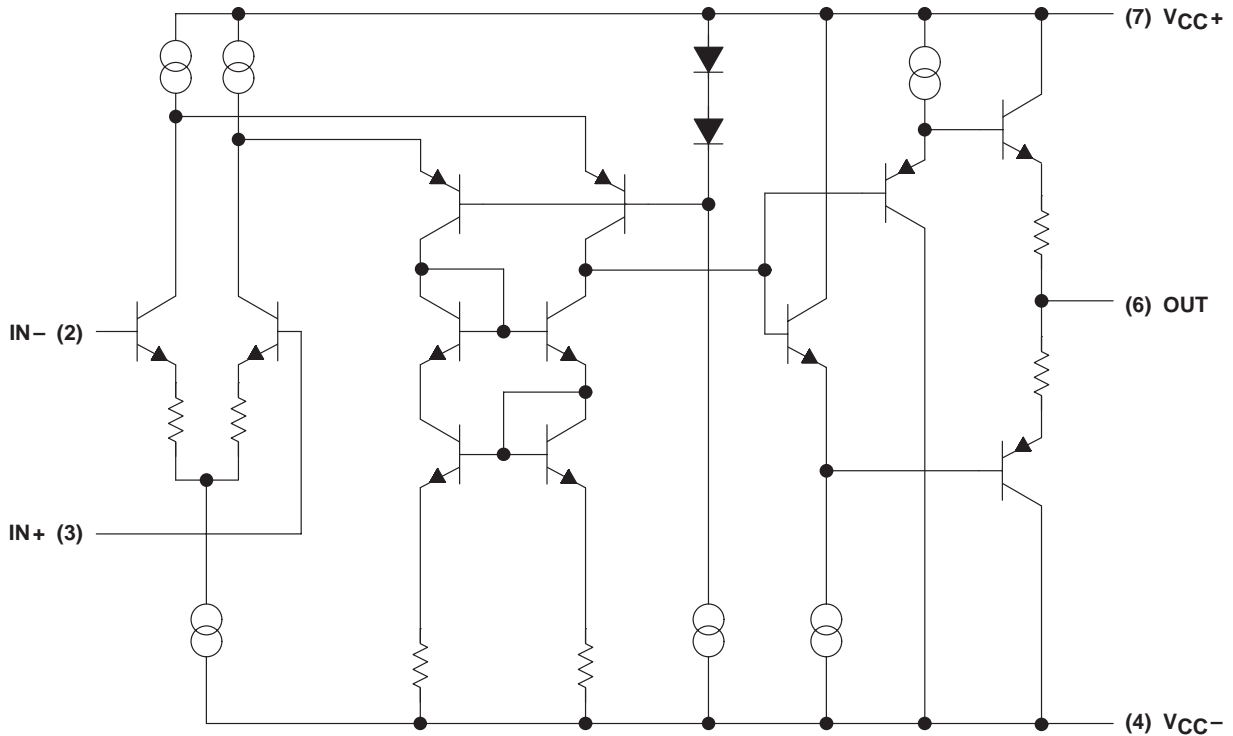 (7) VCC+
IN− (2)
(6) OUT
IN+ (3)
(4) VCC−